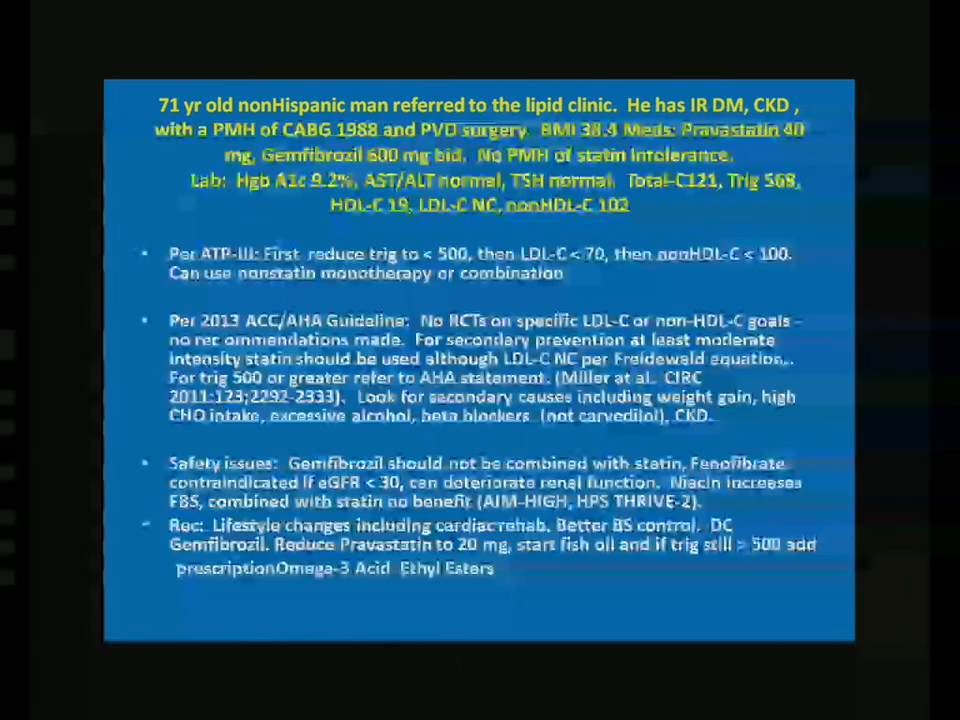 71 yr old nonHispanic man referred to the lipid clinic. He has IR DM, CKD ,
with a PMH of CABG 1988 and PVD surgery. BMI 38.4 Meds: Pravastatin 40
mg, Gemfibrozil 600 mg bid. No PMH of statin intolerance.
Lab: Hgb A1c 9.2%, AST/ALT normal, TSH normal. Total-C121, Trig 568,
HDL-C 19, LDL-C NC, nonHDL-C 102
• Per ATP-III: First reduce trig to < 500, then LDL-C < 70, then nonHDL-C < 100.
Can use nonstatin monotherapy or combination
• Per 2013 ACC/AHA Guideline: No RCTs on specific LDL-C or non-HDL-C goals -
no rec ommendations made. For secondary prevention at least moderate
intensity statin should be used although LDL-C NC per Freidewald equation..
For trig 500 or greater refer to AHA statement. (Miller at al. CIRC
2011:123;2292-2333). Look for secondary causes including weight gain, high
CHO intake, excessive alcohol, beta blockers (not carvedilol), CKD.
• Safety issues: Gemfibrozil should not be combined with statin, Fenofibrate
contraindicated if eGFR < 30, can deteriorate renal function. Niacin increases
FBS, combined with statin no benefit (AIM-HIGH, HPS THRIVE-2).
• Rec: Lifestyle changes including cardiac rehab. Better BS control. DC
Gemfibrozil. Reduce Pravastatin to 20 mg, start fish oil and if trig still > 500 add
prescriptionOmega-3 Acid Ethyl Esters